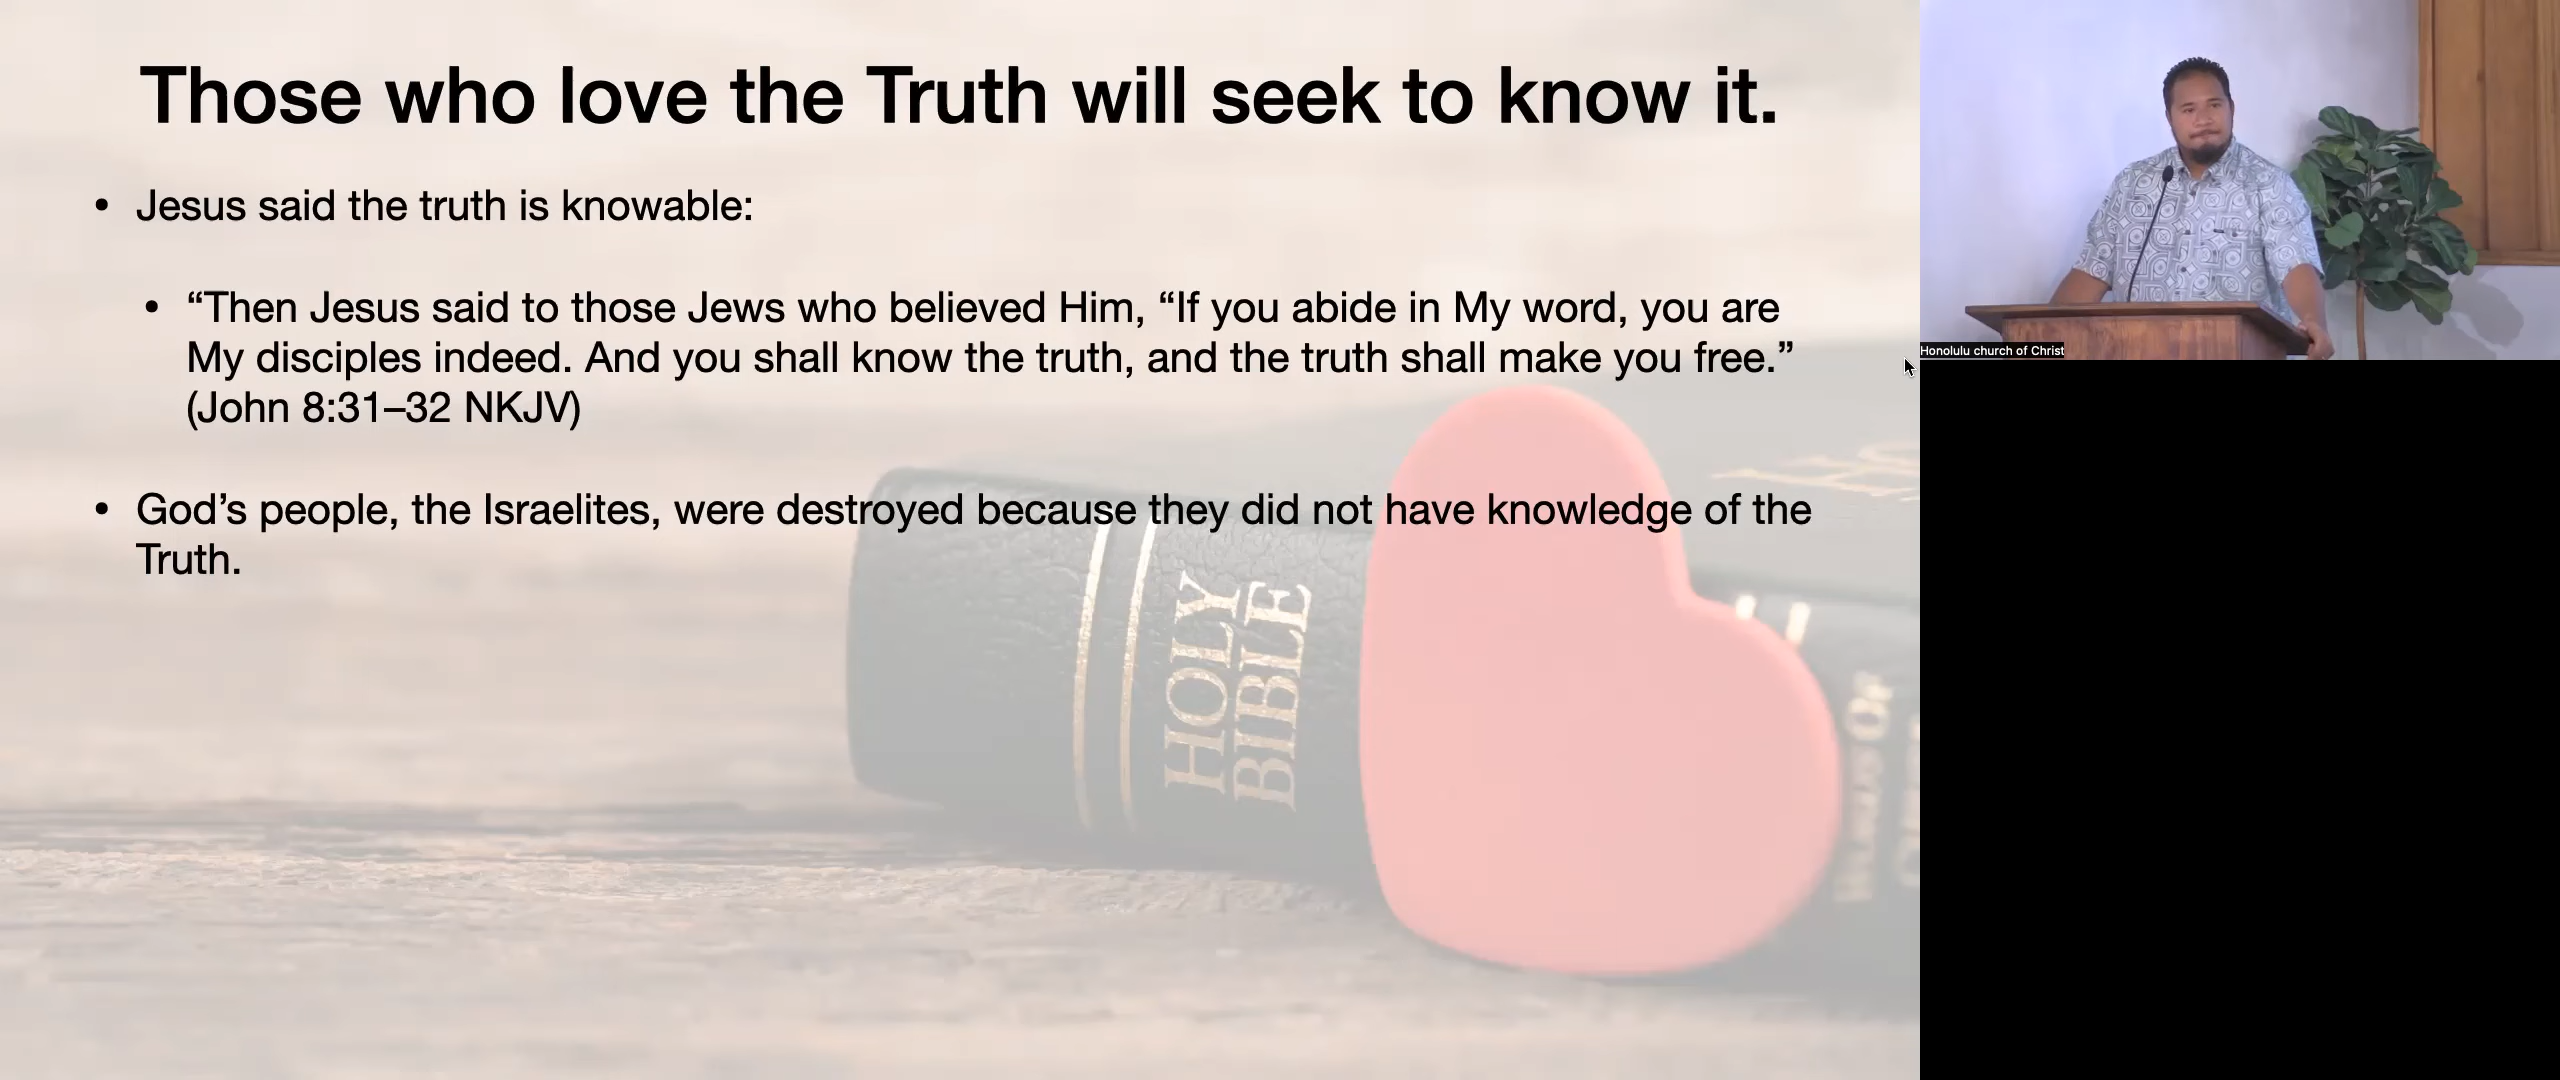 Those who love the Truth will seek to know it.
• Jesus said the truth is knowable:
• “Then Jesus said to those Jews who believed Him, “If you abide in My word, you are
My disciples indeed. And you shall know the truth, and the truth shall make you free.”
(John 8:31–32 NKJV)
• God’s people, the Israelites, were destroyed because they did not have knowledge of the
Truth.
HOLY
BIBLE
Honolulu church of Christ